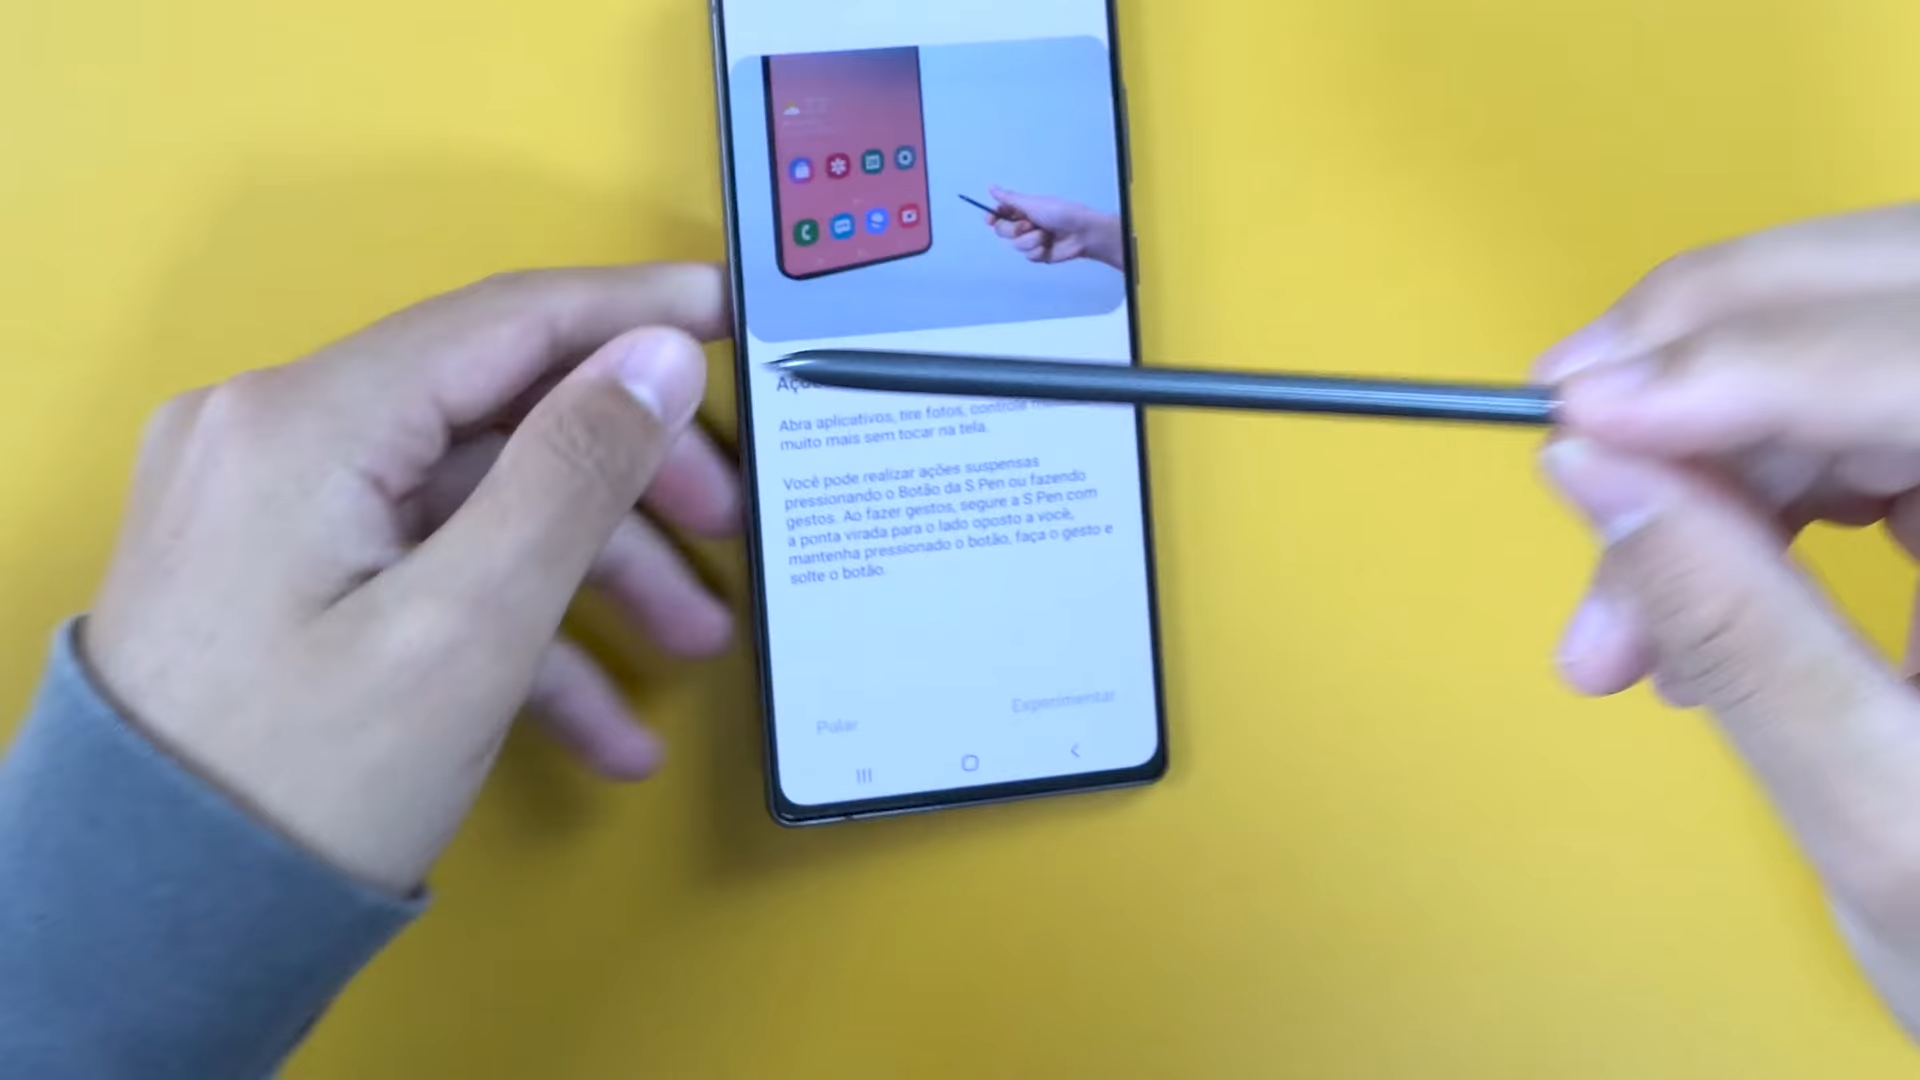 Abra aplicativos, tire fotos, controle
muito mais sem tocar na tela.
Você pode realizar ações suspensas
pressionando o Botão da S Pen ou fazendo
gestos. Ao fazer gestos, segure a S Pen com
a ponta virada para o lado oposto a você,
mantenha pressionado o botão, faça o gesto e
solte o botão.
Pular
Experimentar